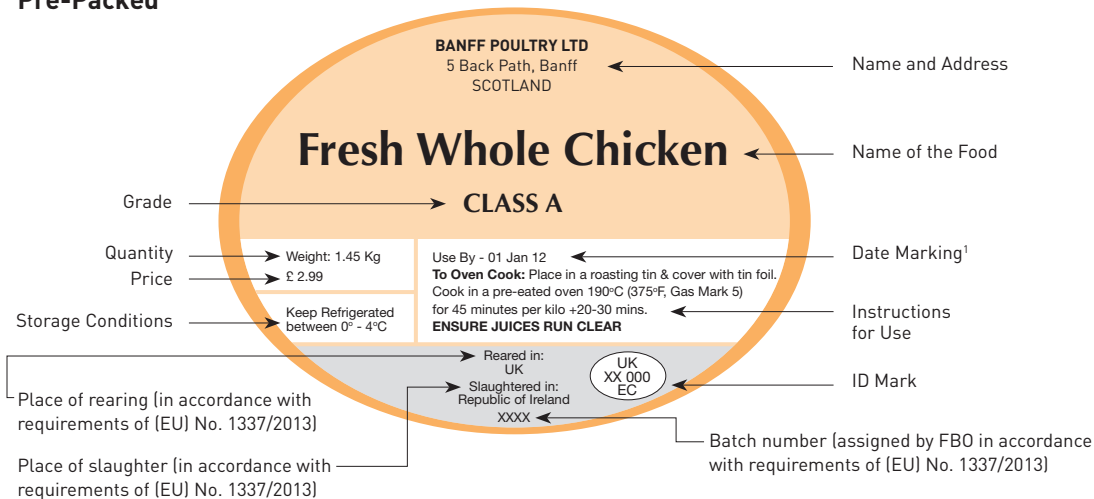 Pre-Packed
BANFF POULTRY LTD
5 Back Path, Banff
SCOTLAND
Name and Address
Fresh Whole Chicken
Name of the Food
Grade
CLASS A
Quantity
Weight: 1.45 Kg
Price
£ 2.99
Storage Conditions
Keep Refrigerated
between 0º - 4ºC
Use By - 01 Jan 12
Date Marking¹
To Oven Cook: Place in a roasting tin & cover with tin foil.
Cook in a pre-eated oven 190ºC (375ºF, Gas Mark 5)
for 45 minutes per kilo +20-30 mins.
ENSURE JUICES RUN CLEAR
Instructions
for Use
Reared in:
UK
Slaughtered in:
Republic of Ireland
XXXX
UK
XX 000
EC
ID Mark
Place of rearing (in accordance with
requirements of (EU) No. 1337/2013)
Place of slaughter (in accordance with
requirements of (EU) No. 1337/2013)
Batch number (assigned by FBO in accordance
with requirements of (EU) No. 1337/2013)